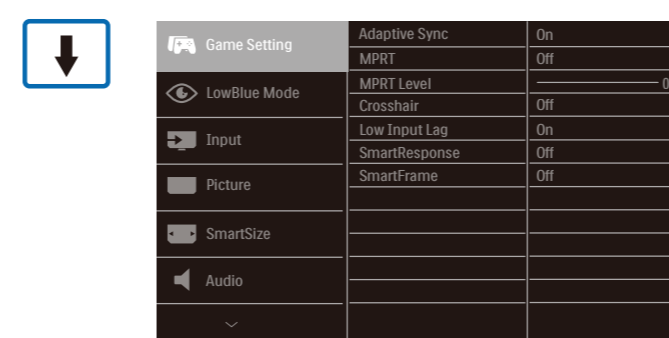 Game Setting
LowBlue Mode
Input
Picture
SmartSize
Audio
Adaptive Sync On
MPRT Off
MPRT Level 0
Crosshair Off
Low Input Lag On
SmartResponse Off
SmartFrame Off